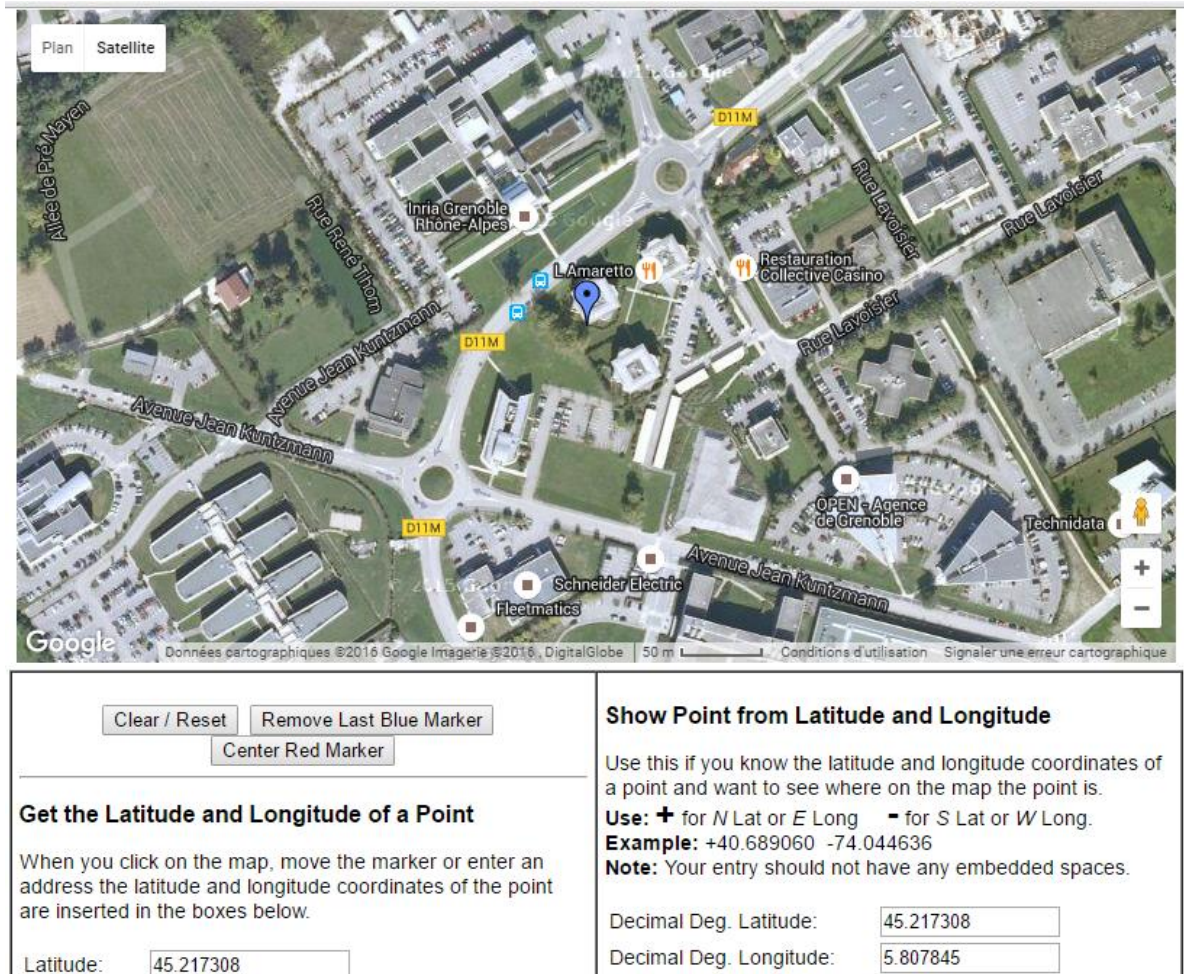 Plan Satellite
Google
D11M
Allée de Pré Mayen
Rue René Thom
Inria Grenoble
Rhône-Alpes
Google
L Amaretto
Restauration
Collective Casino
Rue Lavoisier
Rue Lavoisier
Rue Lavoisier
D11M
Avenue Jean Kuntzmann
Avenue Jean Kuntzmann
OPEN - Agence
de Grenoble
Technidata
D11M
Avenue Jean Kuntzmann
Schneider Electric
Fleetmatics
+
−
Google
Données cartographiques ©2016 Google Imagerie ©2016 , DigitalGlobe 50 m Conditions d'utilisation Signaler une erreur cartographique
Clear / Reset Remove Last Blue Marker
Center Red Marker
Get the Latitude and Longitude of a Point
When you click on the map, move the marker or enter an
address the latitude and longitude coordinates of the point
are inserted in the boxes below.
Latitude: 45.217308
Show Point from Latitude and Longitude
Use this if you know the latitude and longitude coordinates of
a point and want to see where on the map the point is.
Use: + for N Lat or E Long - for S Lat or W Long.
Example: +40.689060 -74.044636
Note: Your entry should not have any embedded spaces.
Decimal Deg. Latitude: 45.217308
Decimal Deg. Longitude: 5.807845